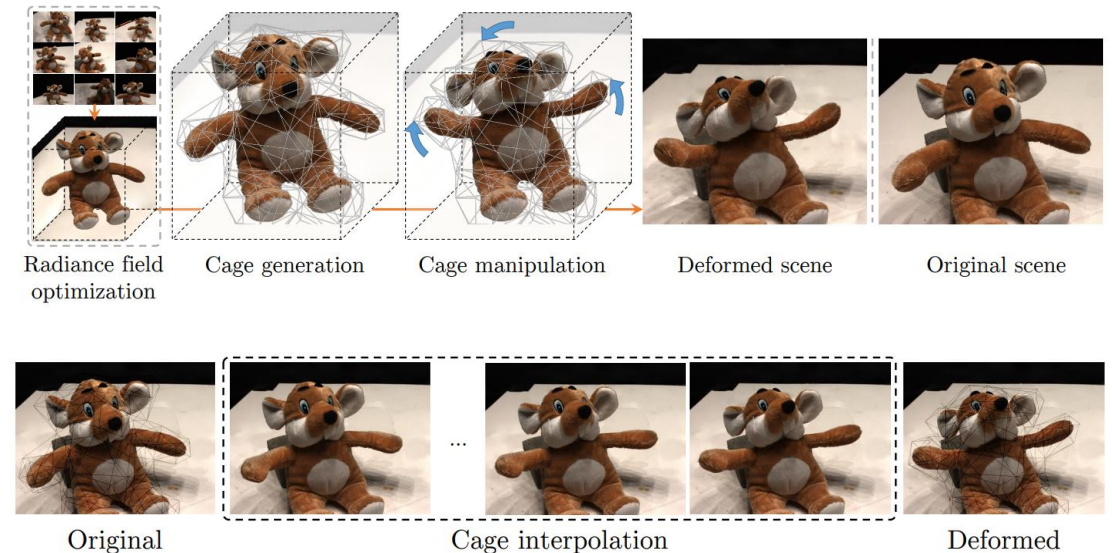 Radiance field
optimization
Cage generation
Cage manipulation
Deformed scene
Original scene
...
Original
Cage interpolation
Deformed